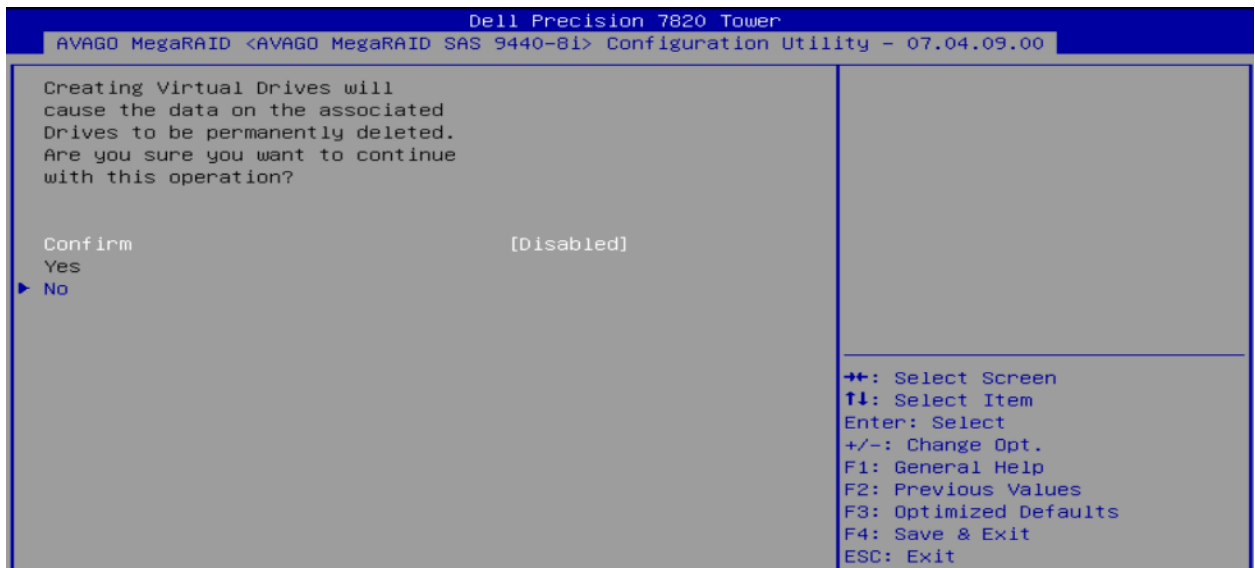 Dell Precision 7820 Tower
AVAGO MegaRAID <AVAGO MegaRAID SAS 9440-8i> Configuration Utility – 07.04.09.00
Creating Virtual Drives will
cause the data on the associated
Drives to be permanently deleted.
Are you sure you want to continue
with this operation?
Confirm [Disabled]
Yes
► No
→←: Select Screen
↑↓: Select Item
Enter: Select
+/-: Change Opt.
F1: General Help
F2: Previous Values
F3: Optimized Defaults
F4: Save & Exit
ESC: Exit